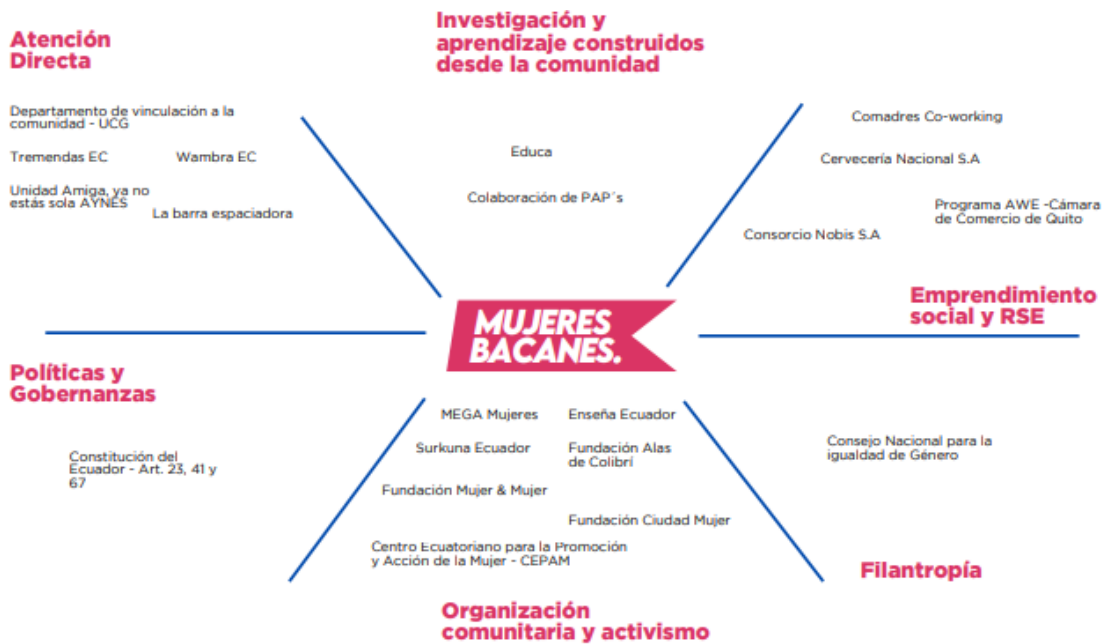 Atención
Directa
Departamento de vinculación a la
comunidad - UCG
Tremendas EC
Wambra EC
Unidad Amiga, ya no
estás sola AYNES
La barra espaciadora
Investigación y
aprendizaje construidos
desde la comunidad
Educa
Colaboración de PAP´s
Comadres Co-working
Cervecería Nacional S.A
Programa AWE -Cámara
de Comercio de Quito
Consorcio Nobis S.A
Emprendimiento
social y RSE
MUJERES
BACANES.
Políticas y
Gobernanzas
Constitución del
Ecuador - Art. 23, 41 y
67
MEGA Mujeres
Enseña Ecuador
Surkuna Ecuador
Fundación Alas
de Colibrí
Fundación Mujer & Mujer
Fundación Ciudad Mujer
Centro Ecuatoriano para la Promoción
y Acción de la Mujer - CEPAM
Organización
comunitaria y activismo
Consejo Nacional para la
igualdad de Género
Filantropía